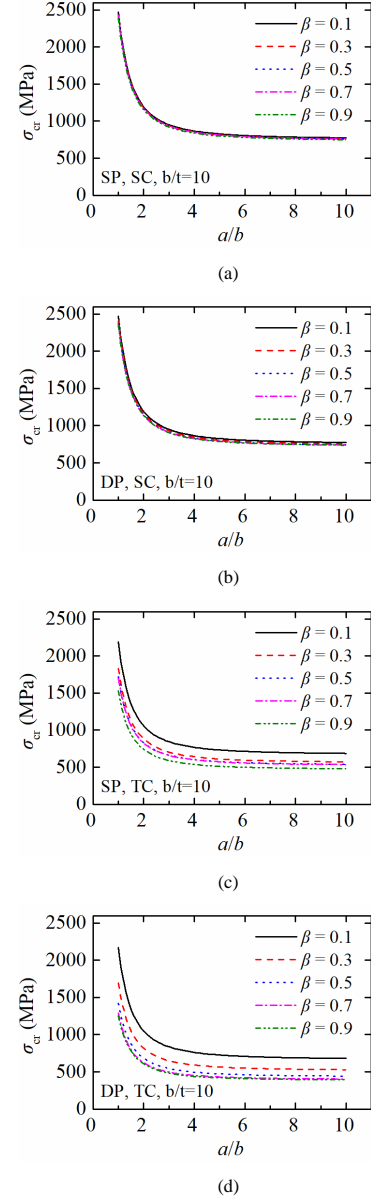 2500
2000
1500
1000
500
0
σcr (MPa)
β = 0.1
β = 0.3
β = 0.5
β = 0.7
β = 0.9
SP, SC, b/t=10
0 2 4 6 8 10
a/b
(a)
2500
2000
1500
1000
500
0
σcr (MPa)
β = 0.1
β = 0.3
β = 0.5
β = 0.7
β = 0.9
DP, SC, b/t=10
0 2 4 6 8 10
a/b
(b)
2500
2000
1500
1000
500
0
σcr (MPa)
β = 0.1
β = 0.3
β = 0.5
β = 0.7
β = 0.9
SP, TC, b/t=10
0 2 4 6 8 10
a/b
(c)
2500
2000
1500
1000
500
0
σcr (MPa)
β = 0.1
β = 0.3
β = 0.5
β = 0.7
β = 0.9
DP, TC, b/t=10
0 2 4 6 8 10
a/b
(d)